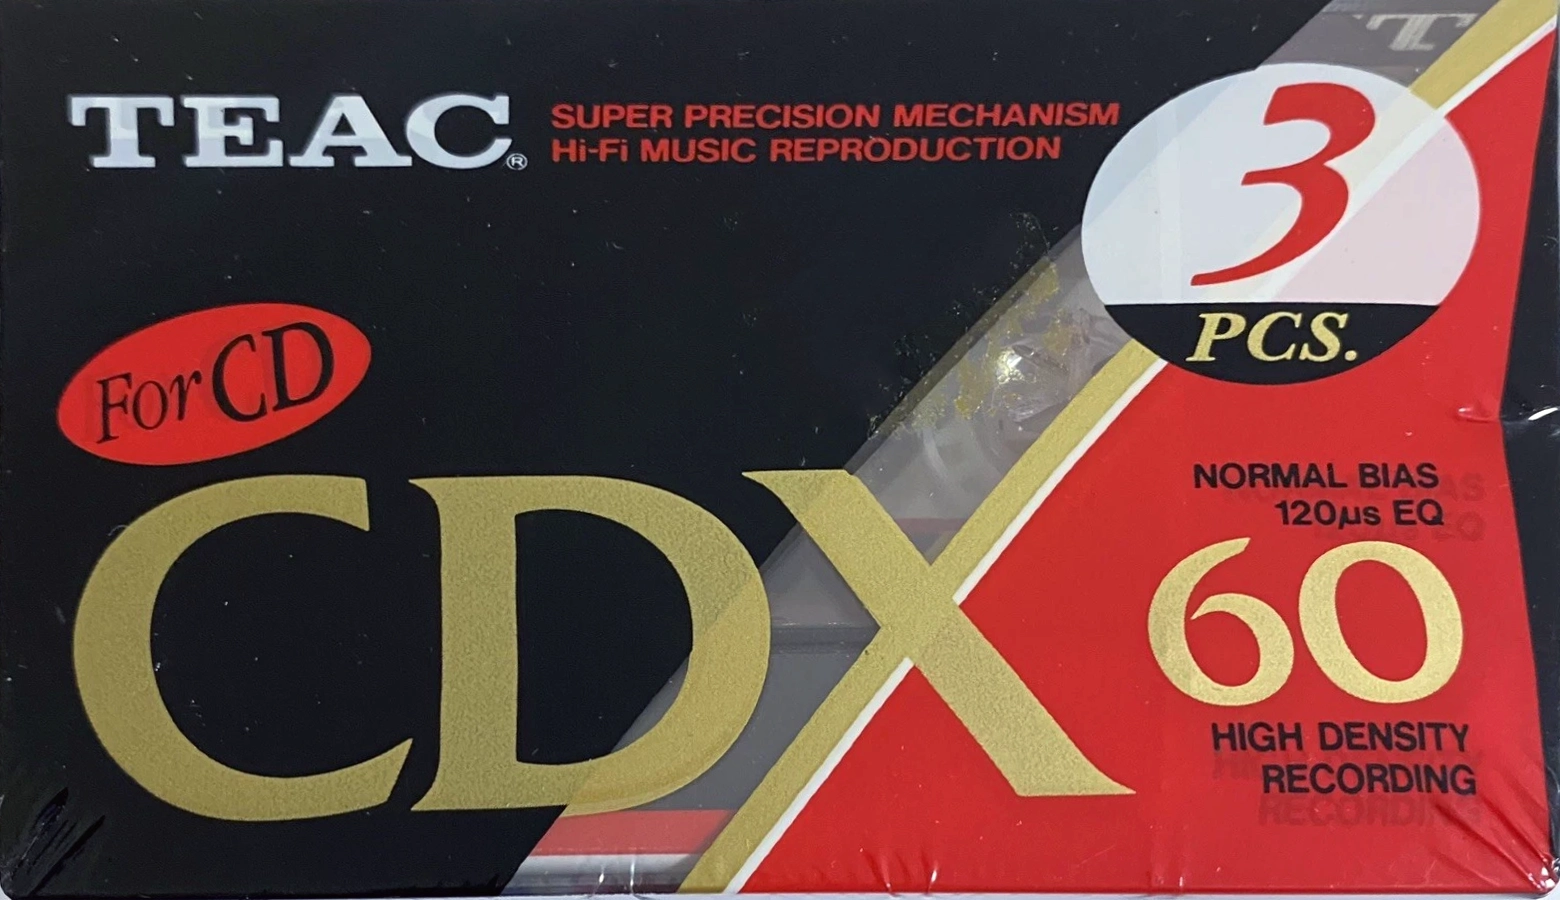 TEAC®
SUPER PRECISION MECHANISM
Hi-Fi MUSIC REPRODUCTION
3
PCS.
For CD
CDX
NORMAL BIAS
120µs EQ
60
HIGH DENSITY
RECORDING